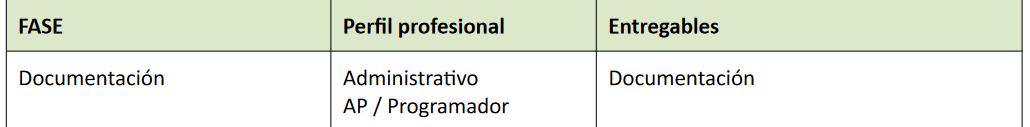 FASE Perfil profesional Entregables
Documentación Administrativo Documentación
AP / Programador